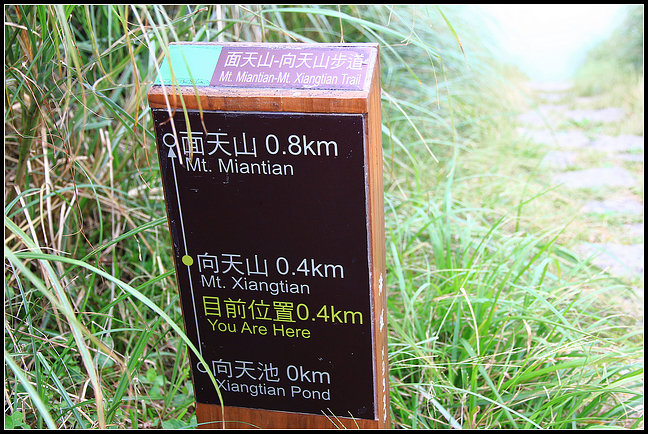 面天山-向天山步道
Mt. Miantian-Mt. Xiangtian Trail
面天山 0.8km
Mt. Miantian
向天山 0.4km
Mt. Xiangtian
目前位置0.4km
You Are Here
向天池 0km
Xiangtian Pond